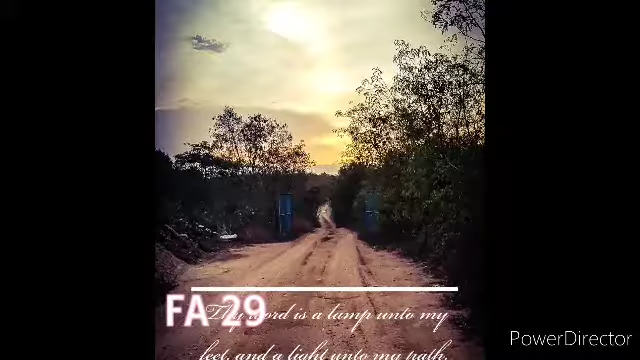 FA 29
Thy word is a lamp unto my
feet, and a light unto my path.
PowerDirector